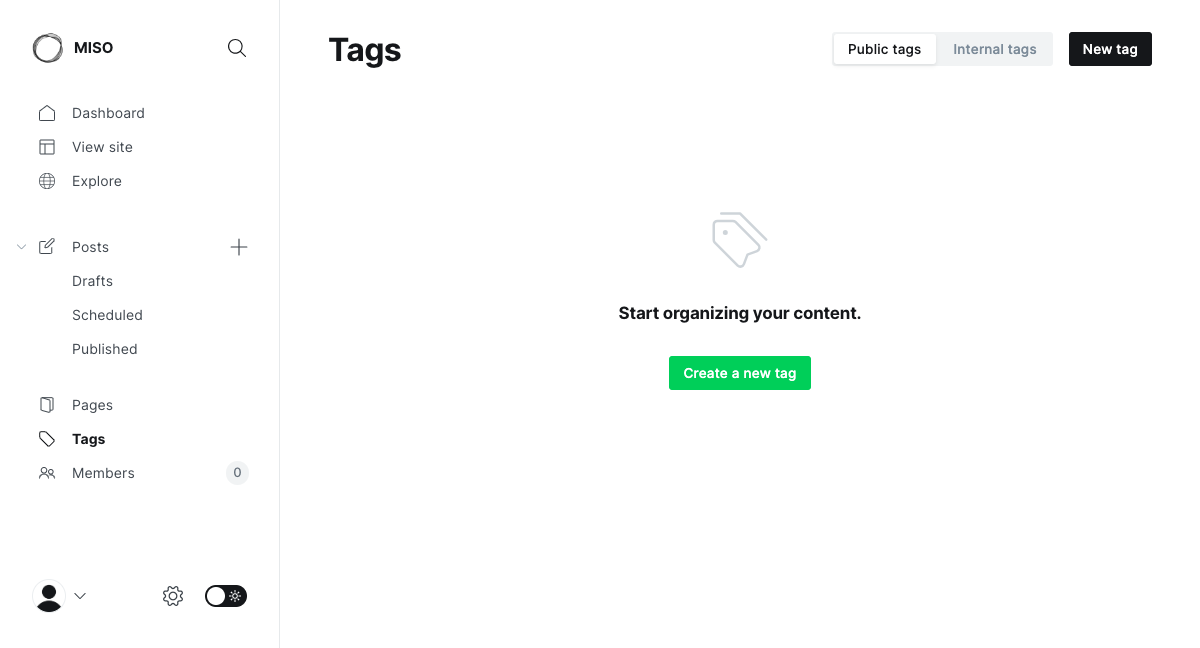 MISO
Dashboard
View site
Explore
Posts
Drafts
Scheduled
Published
Pages
Tags
Members 0
Tags
Public tags Internal tags New tag
Start organizing your content.
Create a new tag